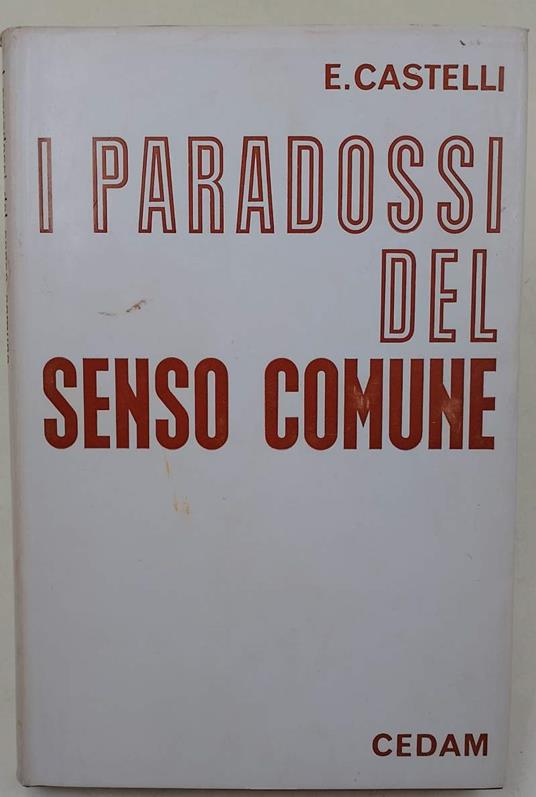 E. CASTELLI
I PARADOSSI
DEL
SENSO COMUNE
CEDAM